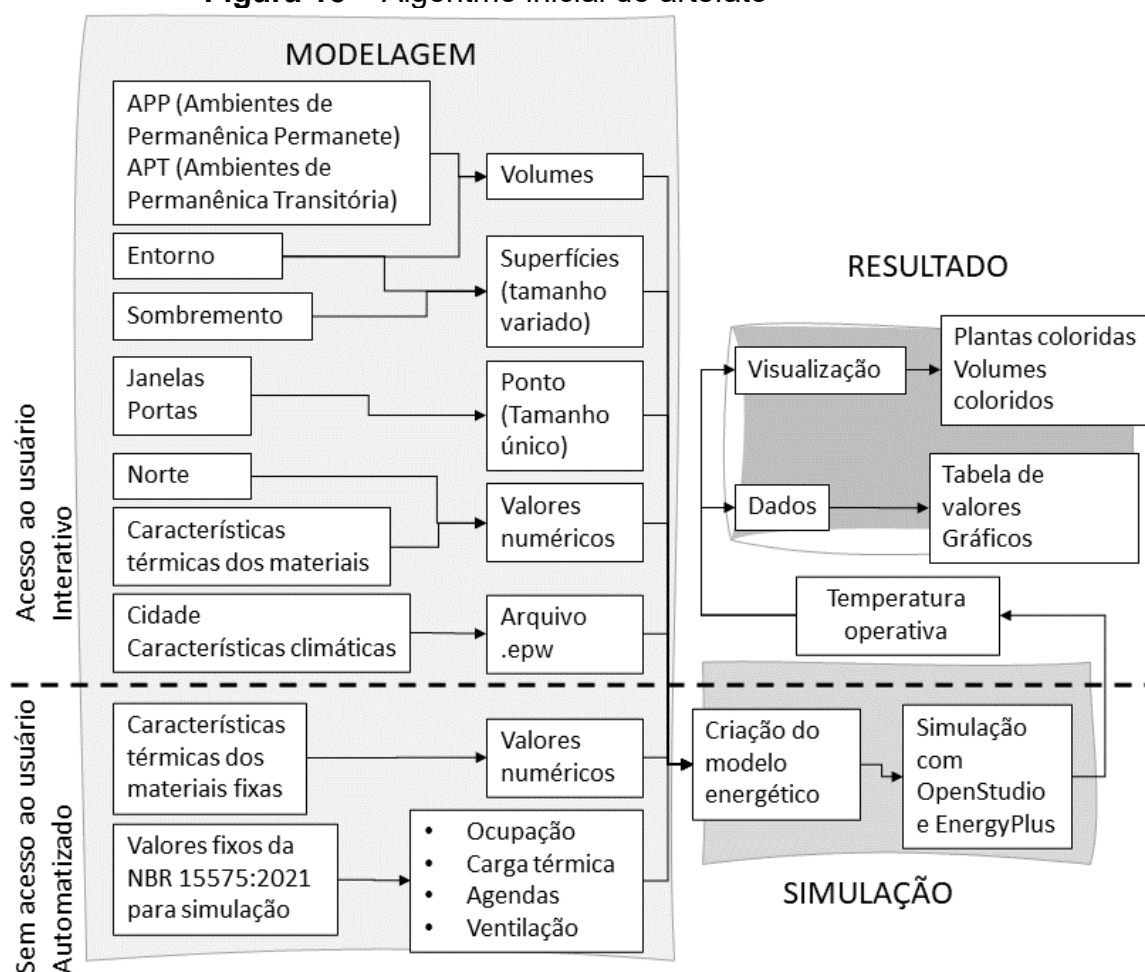 Figura 16 – Algoritmo inicial do artefato
MODELAGEM
APP (Ambientes de
Permanênica Permanete)
APT (Ambientes de
Permanênica Transitória)
Volumes
Entorno
Sombremento
Superfícies
(tamanho
variado)
Janelas
Portas
Ponto
(Tamanho
único)
Norte
Características
térmicas dos materiais
Valores
numéricos
Cidade
Características climáticas
Arquivo
.epw
Acesso ao usuário
Interativo
Características
térmicas dos
materiais fixas
Valores
numéricos
Valores fixos da
NBR 15575:2021
para simulação
• Ocupação
• Carga térmica
• Agendas
• Ventilação
Sem acesso ao usuário
Automatizado
RESULTADO
Visualização
Plantas coloridas
Volumes
coloridos
Dados
Tabela de
valores
Gráficos
Temperatura
operativa
Criação do
modelo
energético
Simulação
com
OpenStudio
e EnergyPlus
SIMULAÇÃO